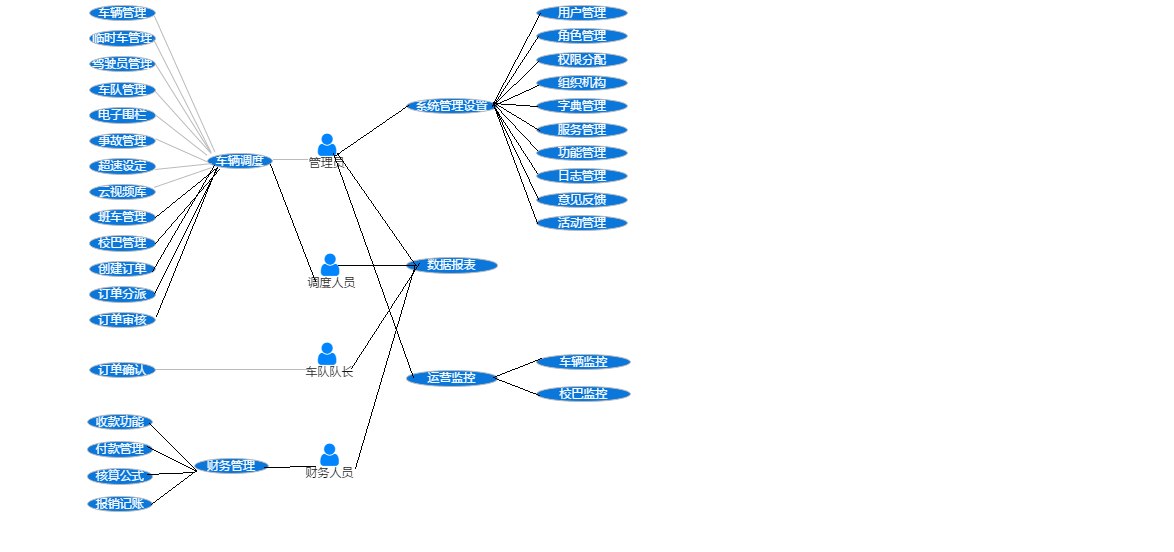 车辆管理
临时车管理
驾驶员管理
车队管理
电子围栏
事故管理
超速设定
云视频库
班车管理
校巴管理
创建订单
订单分派
订单审核
订单确认
收款功能
付款管理
核算公式
报销记账
车辆调度
财务管理
管理员
调度人员
车队队长
财务人员
系统管理设置
数据报表
运营监控
用户管理
角色管理
权限分配
组织机构
字典管理
服务管理
功能管理
日志管理
意见反馈
活动管理
车辆监控
校巴监控